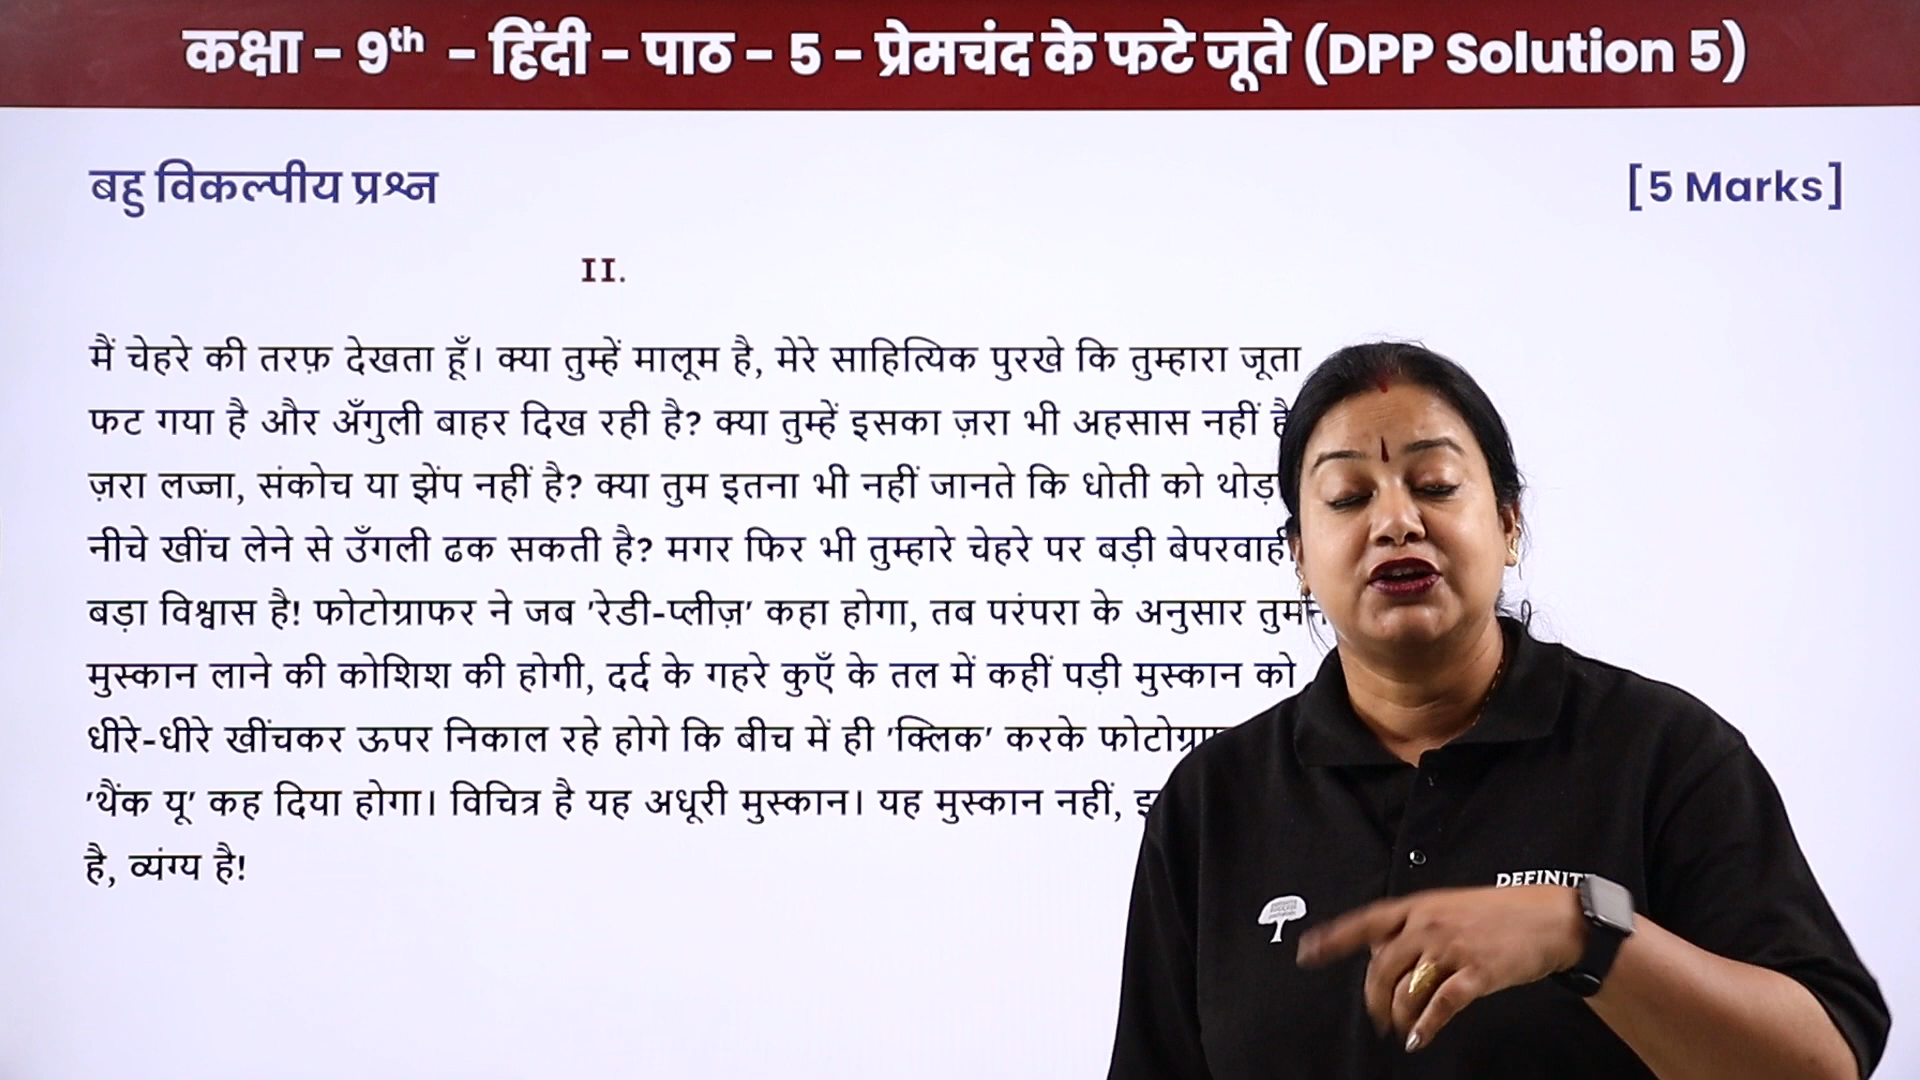 कक्षा – 9th – हिंदी – पाठ – 5 – प्रेमचंद के फटे जूते (DPP Solution 5)
बहु विकल्पीय प्रश्न [5 Marks]
II.
मैं चेहरे की तरफ़ देखता हूँ। क्या तुम्हें मालूम है, मेरे साहित्यिक पुरखे कि तुम्हारा जूता
फट गया है और अँगुली बाहर दिख रही है? क्या तुम्हें इसका ज़रा भी अहसास नहीं है
ज़रा लज्जा, संकोच या झेंप नहीं है? क्या तुम इतना भी नहीं जानते कि धोती को
नीचे खींच लेने से उँगली ढक सकती है? मगर फिर भी तुम्हारे चेहरे पर बड़ी बेपरवाही
बड़ा विश्वास है! फोटोग्राफर ने जब 'रेडी-प्लीज़' कहा होगा, तब परंपरा के अनुसार
मुस्कान लाने की कोशिश की होगी, दर्द के गहरे कुएँ के तल में कहीं पड़ी मुस्कान को
धीरे-धीरे खींचकर ऊपर निकाल रहे होगे कि बीच में ही 'क्लिक' करके
'थैंक यू' कह दिया होगा। विचित्र है यह अधूरी मुस्कान। यह मुस्कान नहीं,
है, व्यंग्य है!